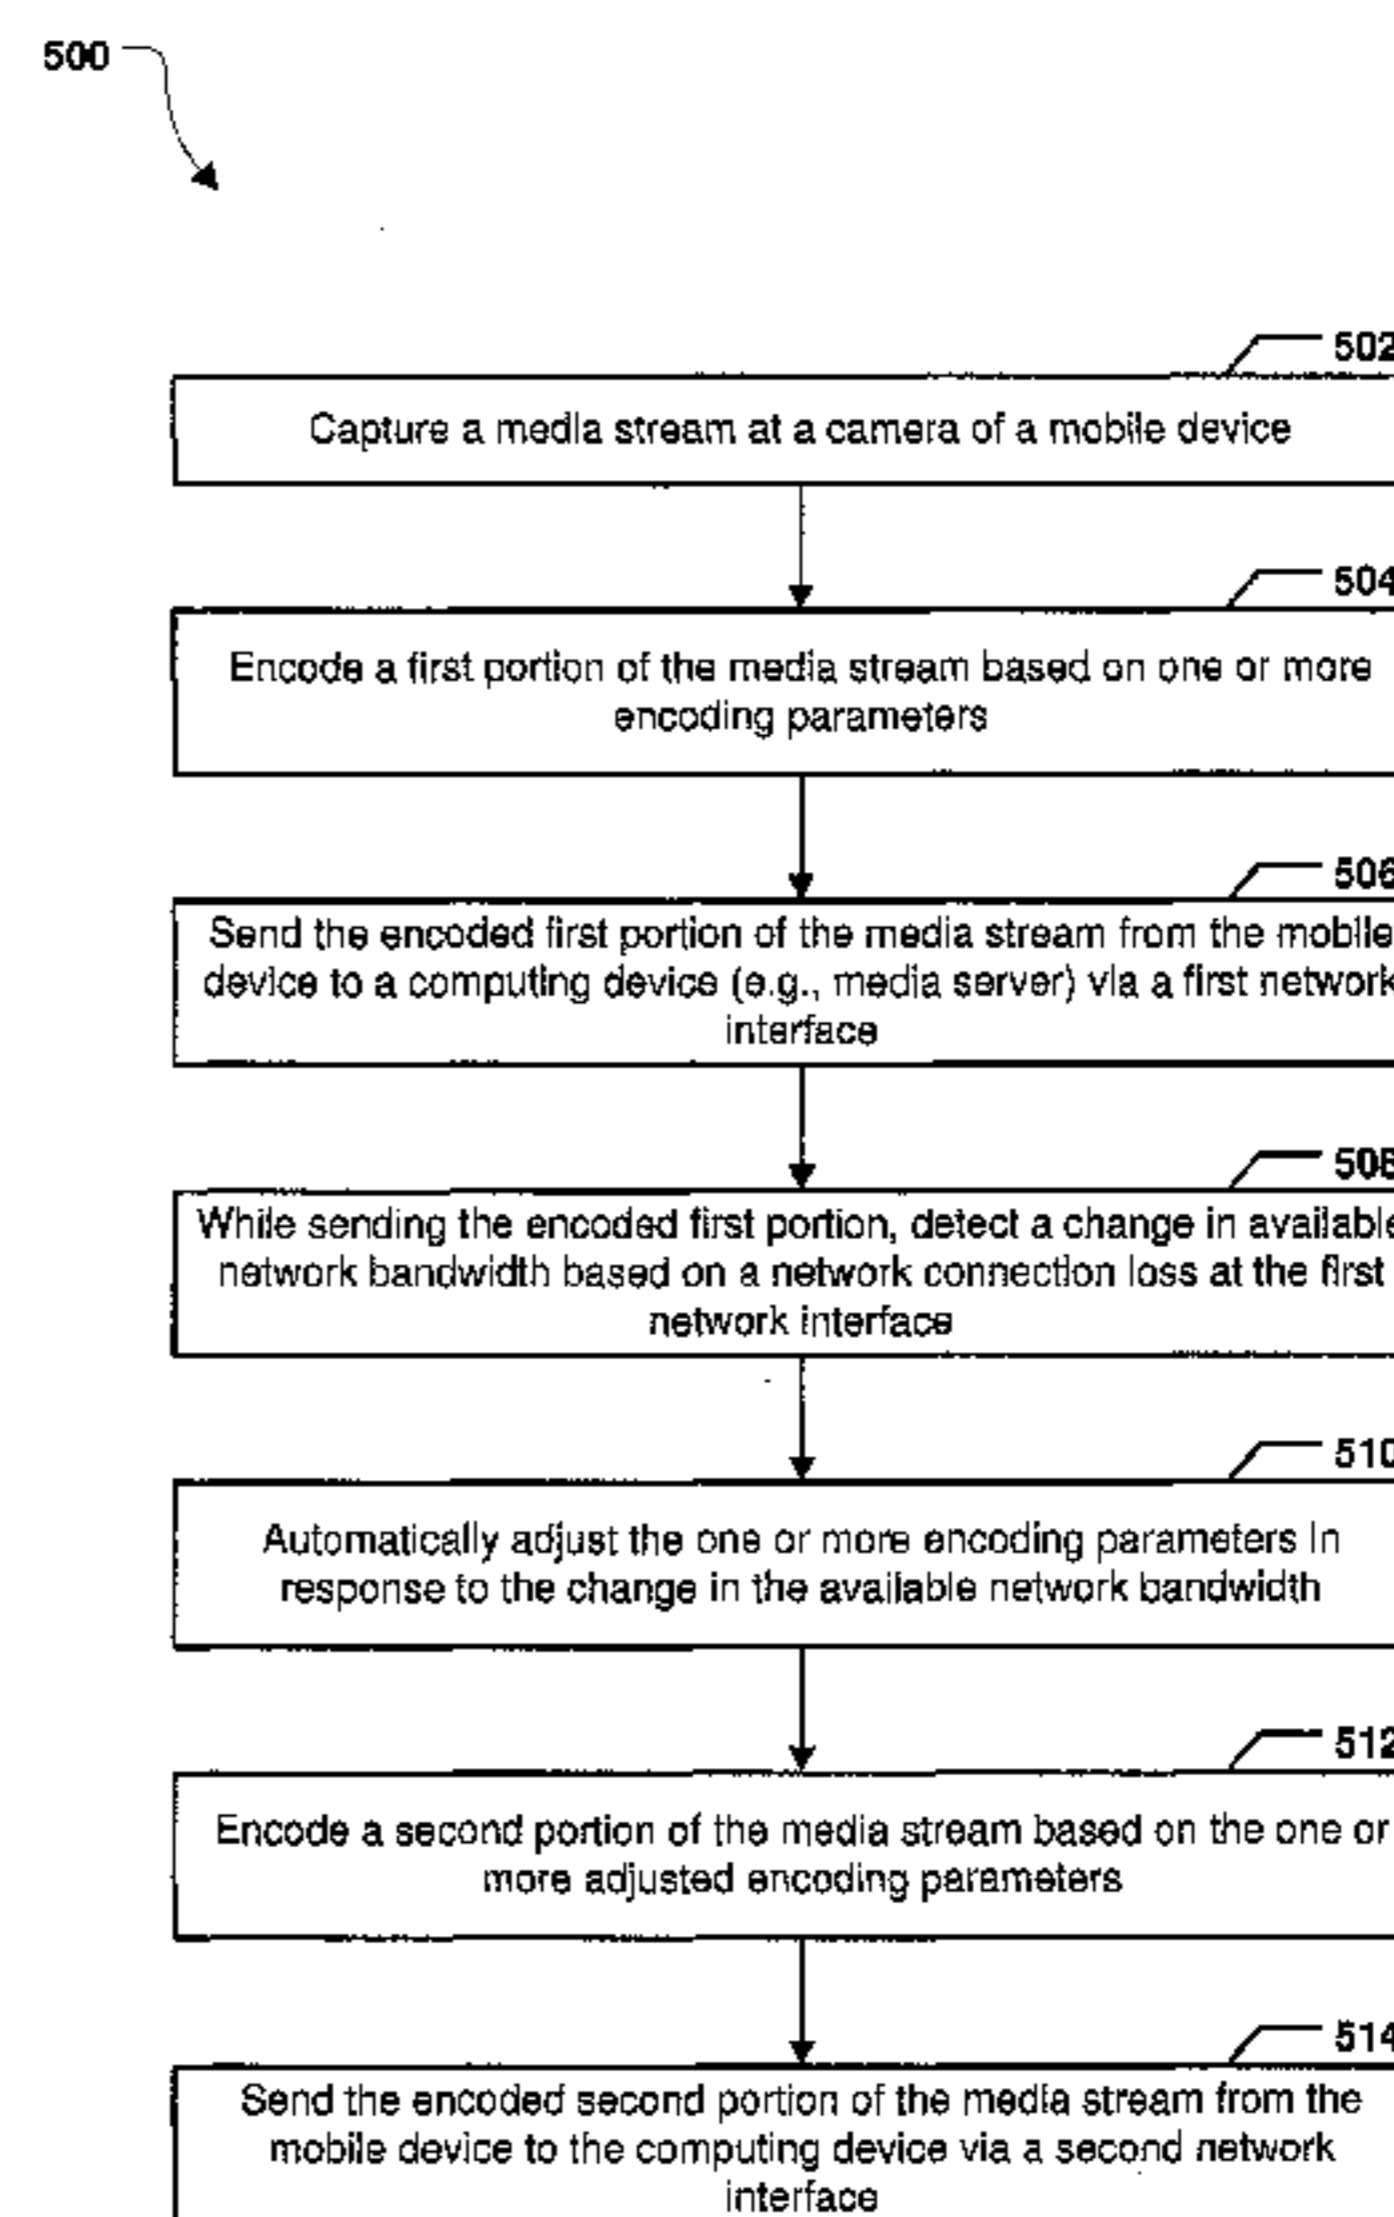 500
502
Capture a media stream at a camera of a mobile device
504
Encode a first portion of the media stream based on one or more
encoding parameters
506
Send the encoded first portion of the media stream from the mobile
device to a computing device (e.g., media server) via a first network
interface
508
While sending the encoded first portion, detect a change in available
network bandwidth based on a network connection loss at the first
network interface
510
Automatically adjust the one or more encoding parameters in
response to the change in the available network bandwidth
512
Encode a second portion of the media stream based on the one or
more adjusted encoding parameters
514
Send the encoded second portion of the media stream from the
mobile device to the computing device via a second network
interface